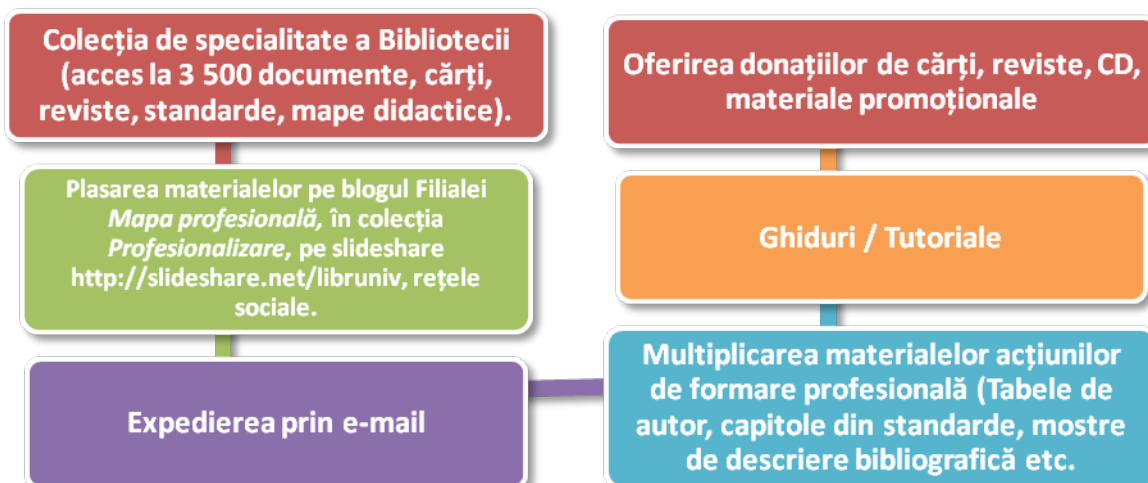 Colecția de specialitate a Bibliotecii
(acces la 3 500 documente, cărți,
reviste, standarde, mape didactice).
Plasarea materialelor pe blogul Filialei
Mapa profesională, în colecția
Profesionalizare, pe slideshare
http://slideshare.net/libruniv, rețele
sociale.
Expedierea prin e-mail
Multiplicarea materialelor acțiunilor
de formare profesională (Tabele de
autor, capitole din standarde, mostre
de descriere bibliografică etc.
Ghiduri / Tutoriale
Oferirea donațiilor de cărți, reviste, CD,
materiale promoționale